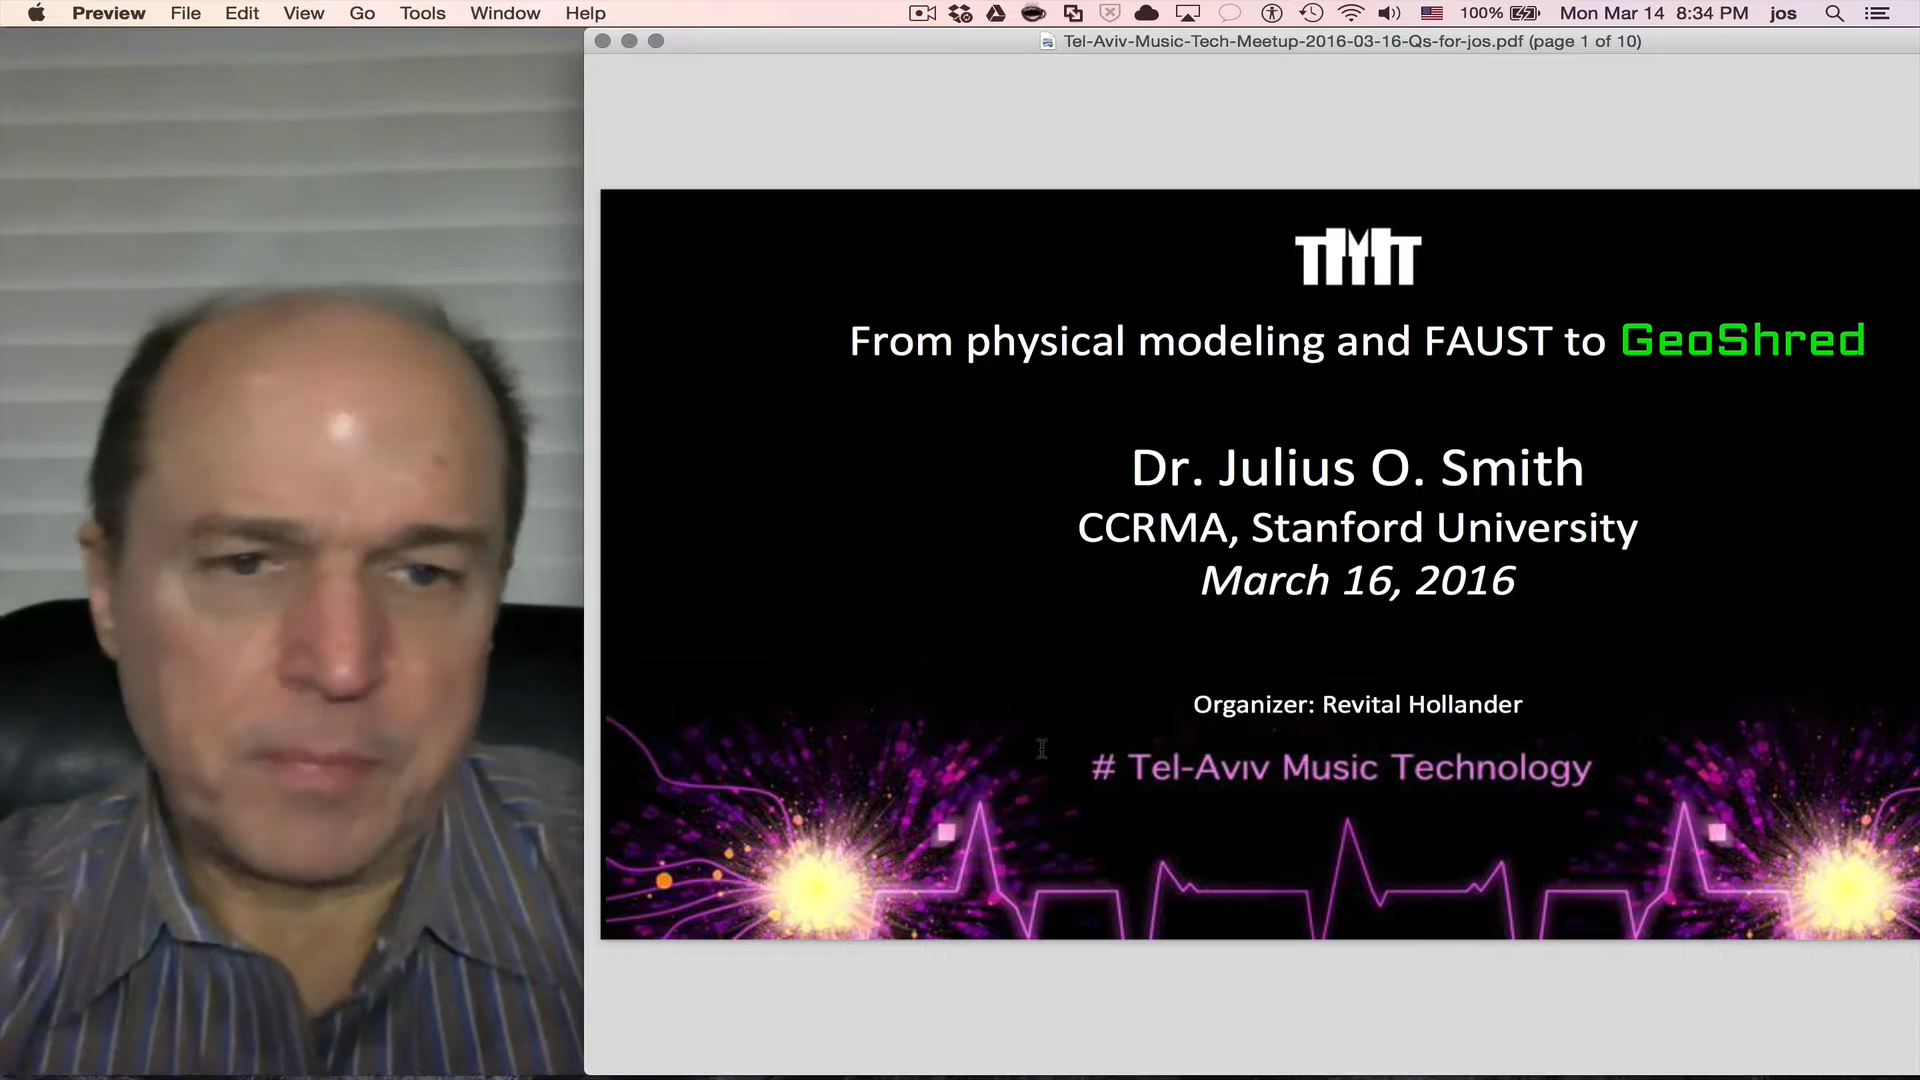 Preview File Edit View Go Tools Window Help 100% Mon Mar 14 8:34 PM jos
Tel-Aviv-Music-Tech-Meetup-2016-03-16-Qs-for-jos.pdf (page 1 of 10)
TMT
From physical modeling and FAUST to GeoShred
Dr. Julius O. Smith
CCRMA, Stanford University
March 16, 2016
Organizer: Revital Hollander
# Tel-Aviv Music Technology